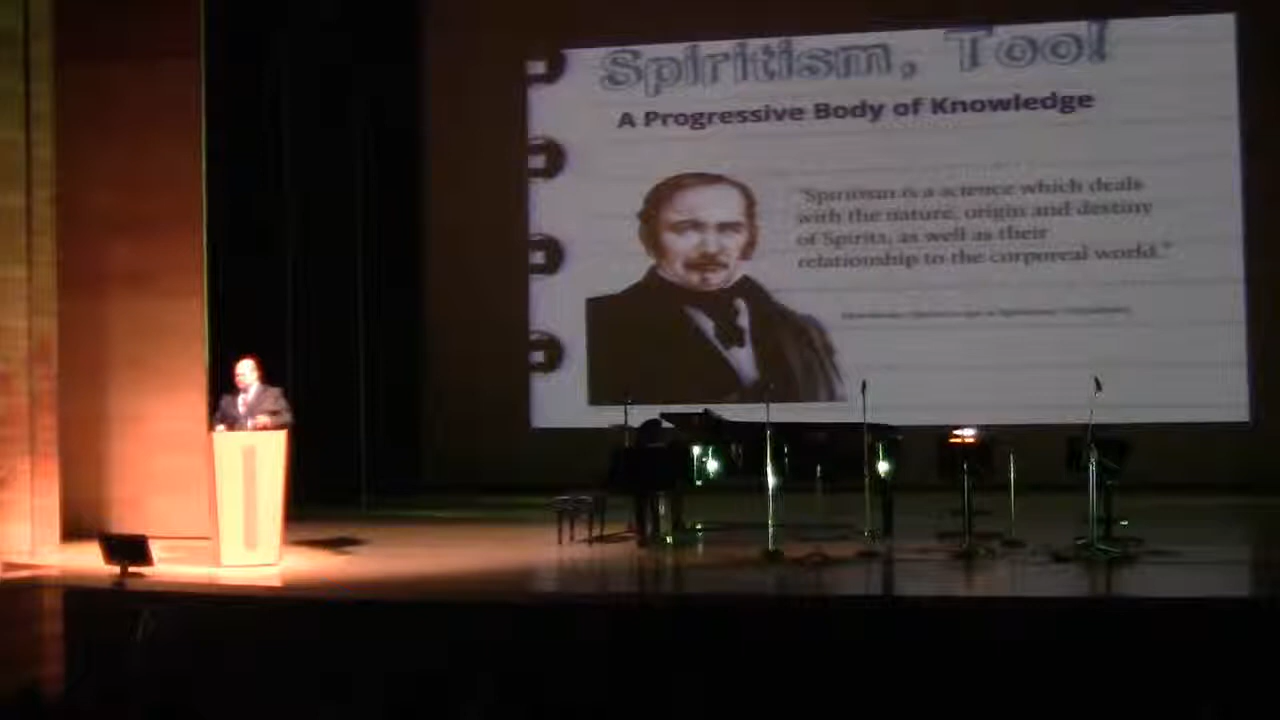 Spiritism, Too!
A Progressive Body of Knowledge
"Spiritism is a science which deals
with the nature, origin and destiny
of Spirits, as well as their
relationship to the corporeal world."